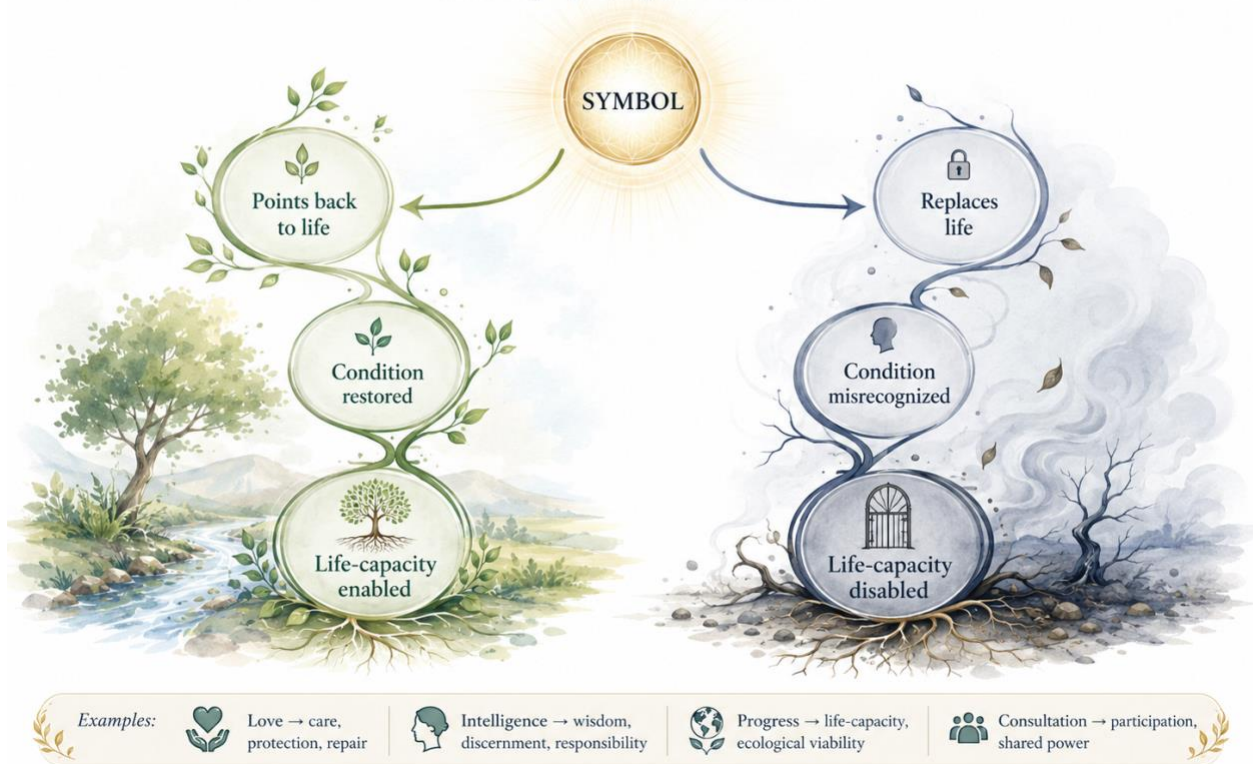 SYMBOL
Points back
to life
Condition
restored
Life-capacity
enabled
Replaces
life
Condition
misrecognized
Life-capacity
disabled
Examples:
Love → care,
protection, repair
Intelligence → wisdom,
discernment, responsibility
Progress → life-capacity,
ecological viability
Consultation → participation,
shared power